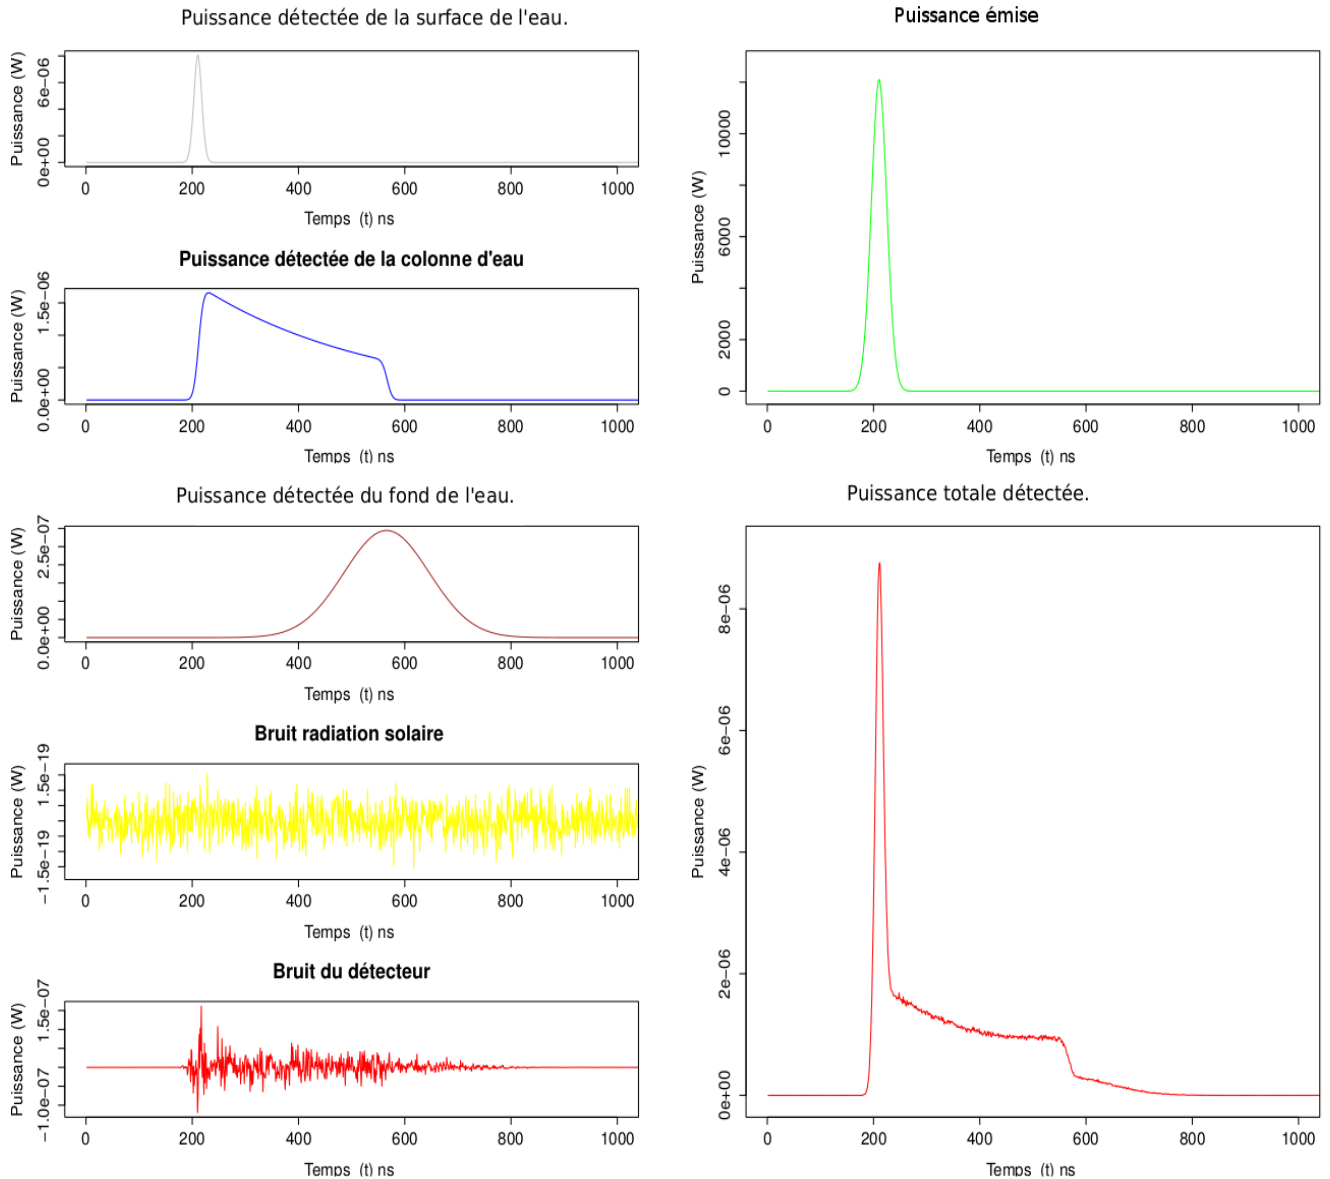 Puissance détectée de la surface de l'eau.
Puissance (W)
0e+00 6e−06
0 200 400 600 800 1000
Temps (t) ns
Puissance détectée de la colonne d'eau
Puissance (W)
0.0e+00 1.5e−06
0 200 400 600 800 1000
Temps (t) ns
Puissance détectée du fond de l'eau.
Puissance (W)
0.0e+00 2.5e−07
0 200 400 600 800 1000
Temps (t) ns
Bruit radiation solaire
Puissance (W)
−1.5e−19 1.5e−19
0 200 400 600 800 1000
Temps (t) ns
Bruit du détecteur
Puissance (W)
−1.0e−07 1.5e−07
0 200 400 600 800 1000
Temps (t) ns
Puissance émise
Puissance (W)
0 2000 6000 10000
0 200 400 600 800 1000
Temps (t) ns
Puissance totale détectée.
Puissance (W)
0e+00 2e−06 4e−06 6e−06 8e−06
0 200 400 600 800 1000
Temps (t) ns